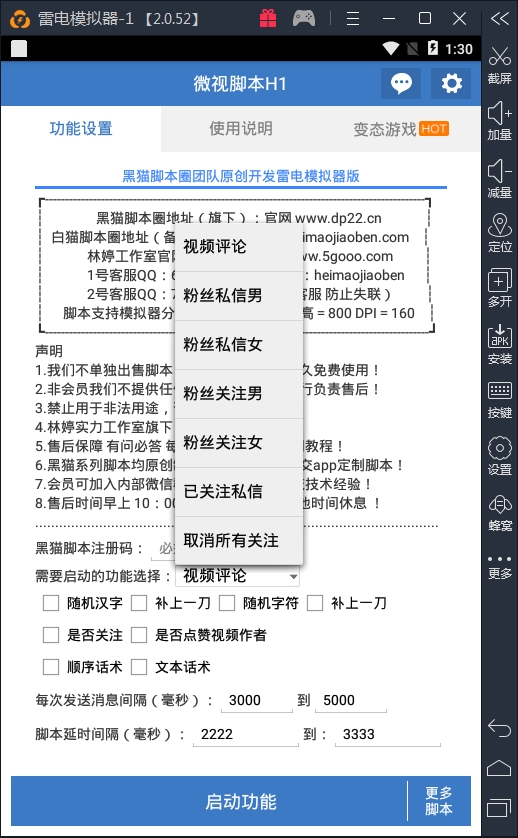 雷电模拟器-1 【2.0.52】
1:30
微视脚本H1
功能设置 使用说明 变态游戏 HOT
黑猫脚本圈团队原创开发雷电模拟器版
黑猫脚本圈地址（旗下）：官网 www.dp22.cn
白猫脚本圈地址（备 heimaojiaoben.com
林婷工作室官网 ww.5gooo.com
1号客服QQ：6 : heimaojiaoben
2号客服QQ：7 客服 防止失联）
脚本支持模拟器分 高 = 800 DPI = 160
声明
1.我们不单独出售脚本 久免费使用！
2.非会员我们不提供任 行负责售后！
3.禁止用于非法用途，
4.林婷实力工作室旗下
5.售后保障 有问必答 每 教程！
6.黑猫系列脚本均原创 交app定制脚本！
7.会员可加入内部微信 技术经验！
8.售后时间早上 10：00 地时间休息 ！
视频评论
粉丝私信男
粉丝私信女
粉丝关注男
粉丝关注女
已关注私信
取消所有关注
黑猫脚本注册码： 必
需要启动的功能选择： 视频评论
随机汉字 补上一刀 随机字符 补上一刀
是否关注 是否点赞视频作者
顺序话术 文本话术
每次发送消息间隔（毫秒）： 3000 到 5000
脚本延时间隔（毫秒）： 2222 到： 3333
启动功能
更多
脚本
截屏
加量
减量
定位
多开
APK
安装
按键
设置
蜂窝
更多